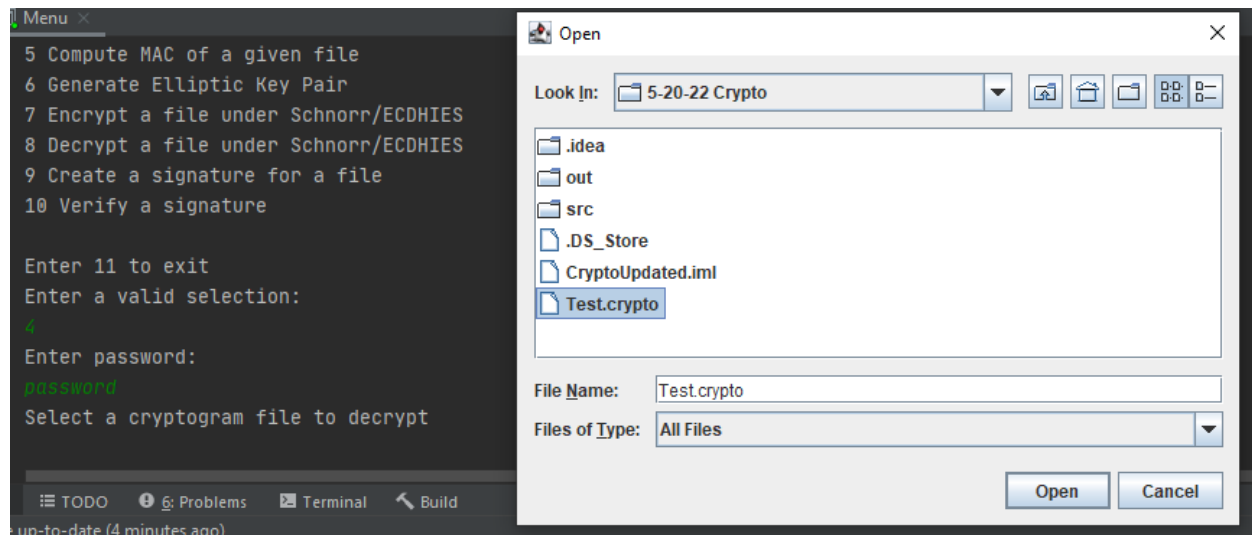 Menu
5 Compute MAC of a given file
6 Generate Elliptic Key Pair
7 Encrypt a file under Schnorr/ECDHIES
8 Decrypt a file under Schnorr/ECDHIES
9 Create a signature for a file
10 Verify a signature
Enter 11 to exit
Enter a valid selection:
4
Enter password:
password
Select a cryptogram file to decrypt
TODO 6: Problems Terminal Build
up-to-date (4 minutes ago)
Open
Look In: 5-20-22 Crypto
.idea
out
src
.DS_Store
CryptoUpdated.iml
Test.crypto
File Name: Test.crypto
Files of Type: All Files
Open Cancel